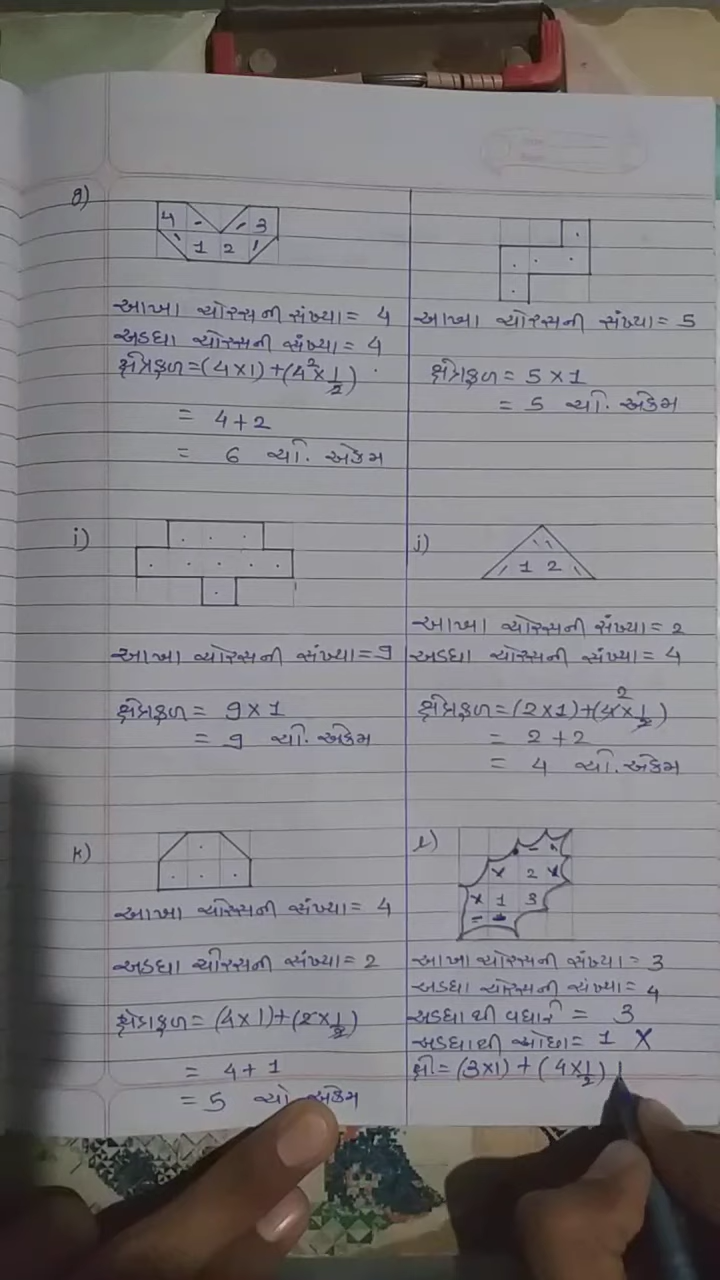 g)
4 3
1 2
આખા ચોરસની સંખ્યા = 4
અડધા ચોરસની સંખ્યા = 4
ક્ષેત્રફળ = (4 x 1) + (4² x 1/2)
= 4 + 2
= 6 ચો. એકમ
આખા ચોરસની સંખ્યા = 5
ક્ષેત્રફળ = 5 x 1
= 5 ચો. એકમ
i)
આખા ચોરસની સંખ્યા = 9
ક્ષેત્રફળ = 9 x 1
= 9 ચો. એકમ
j)
1 2
આખા ચોરસની સંખ્યા = 2
અડધા ચોરસની સંખ્યા = 4
ક્ષેત્રફળ = (2 x 1) + (4² x 1/2)
= 2 + 2
= 4 ચો. એકમ
k)
આખા ચોરસની સંખ્યા = 4
અડધા ચોરસની સંખ્યા = 2
ક્ષેત્રફળ = (4 x 1) + (2 x 1/2)
= 4 + 1
= 5 ચો. એકમ
l)
x 2 x
x 1 3
આખા ચોરસની સંખ્યા = 3
અડધા ચોરસની સંખ્યા = 4
અડધાથી વધારે = 3
અડધાથી ઓછા = 1 X
ક્ષે = (3 x 1) + (4 x 1/2)